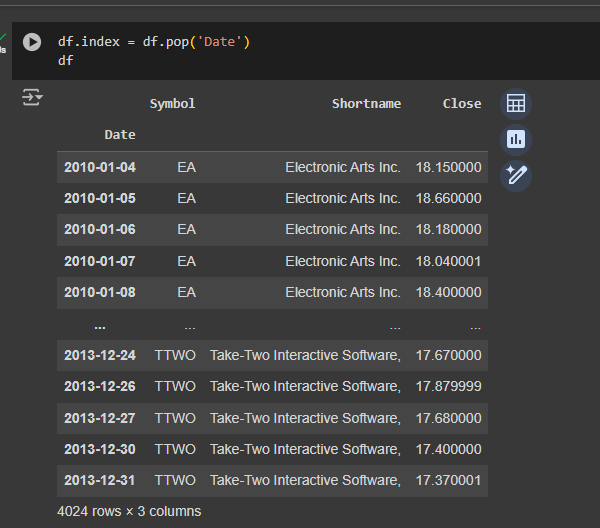 df.index = df.pop('Date')
df
Symbol Shortname Close
Date
2010-01-04 EA Electronic Arts Inc. 18.150000
2010-01-05 EA Electronic Arts Inc. 18.660000
2010-01-06 EA Electronic Arts Inc. 18.180000
2010-01-07 EA Electronic Arts Inc. 18.040001
2010-01-08 EA Electronic Arts Inc. 18.400000
... ... ... ...
2013-12-24 TTWO Take-Two Interactive Software, 17.670000
2013-12-26 TTWO Take-Two Interactive Software, 17.879999
2013-12-27 TTWO Take-Two Interactive Software, 17.680000
2013-12-30 TTWO Take-Two Interactive Software, 17.400000
2013-12-31 TTWO Take-Two Interactive Software, 17.370001
4024 rows × 3 columns